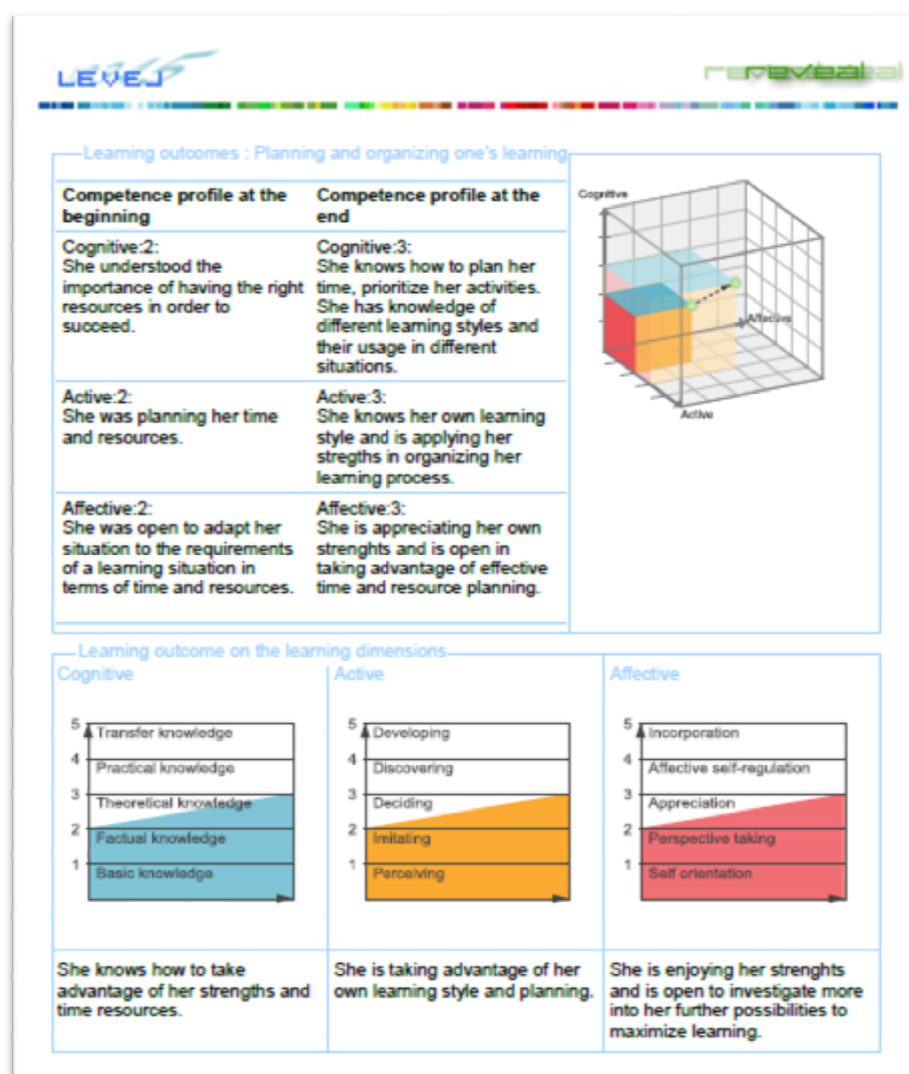 LEVEL5
reveal
Learning outcomes : Planning and organizing one's learning
Competence profile at the
beginning
Competence profile at the
end
Cognitive:2:
She understood the
importance of having the right
resources in order to
succeed.
Cognitive:3:
She knows how to plan her
time, prioritize her activities.
She has knowledge of
different learning styles and
their usage in different
situations.
Active:2:
She was planning her time
and resources.
Active:3:
She knows her own learning
style and is applying her
stregths in organizing her
learning process.
Affective:2:
She was open to adapt her
situation to the requirements
of a learning situation in
terms of time and resources.
Affective:3:
She is appreciating her own
strenghts and is open in
taking advantage of effective
time and resource planning.
Cognitive
Affective
Active
Learning outcome on the learning dimensions
Cognitive
5
Transfer knowledge
4
Practical knowledge
3
Theoretical knowledge
2
Factual knowledge
1
Basic knowledge
She knows how to take
advantage of her strengths and
time resources.
Active
5
Developing
4
Discovering
3
Deciding
2
Imitating
1
Perceiving
She is taking advantage of her
own learning style and planning.
Affective
5
Incorporation
4
Affective self-regulation
3
Appreciation
2
Perspective taking
1
Self orientation
She is enjoying her strenghts
and is open to investigate more
into her further possibilities to
maximize learning.